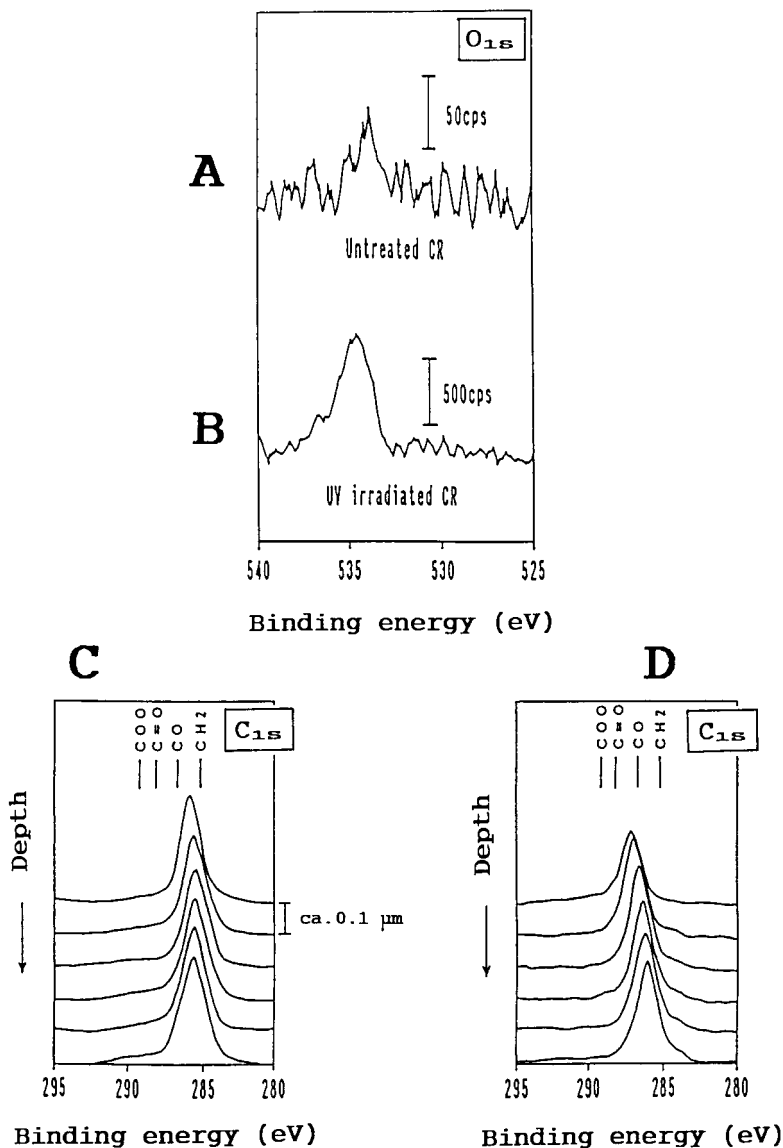 O1s
50cps
A
Untreated CR
500cps
B
UV irradiated CR
540 535 530 525
Binding energy (eV)
C
COO
C=O
CO
CH2
C1s
Depth
ca.0.1 μm
295 290 285 280
Binding energy (eV)
D
COO
C=O
CO
CH2
C1s
Depth
295 290 285 280
Binding energy (eV)